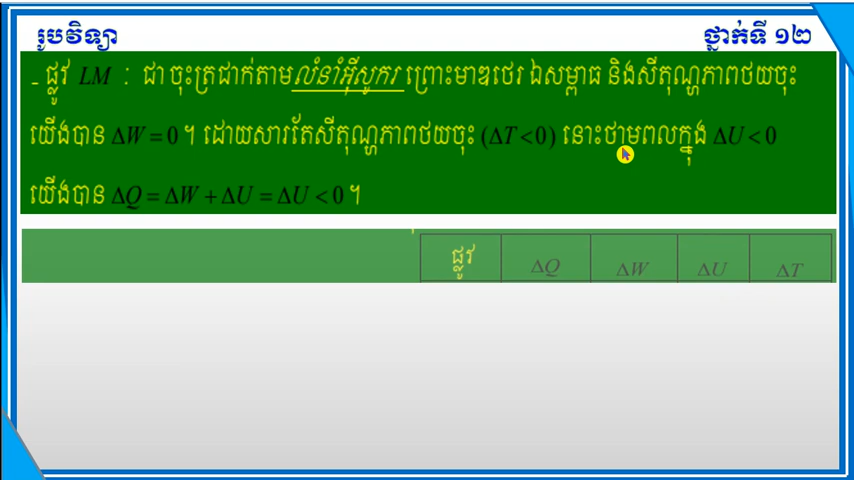 រូបវិទ្យា
ថ្នាក់ទី ១២
_ ផ្លូវ LM : ជា ចុះត្រជាក់តាមលំនាំអ៊ីសូករ ព្រោះមាឌថេរ ឯសម្ពាធ និងសីតុណ្ហភាពថយចុះ
យើងបាន ΔW = 0 ។ ដោយសារតែសីតុណ្ហភាពថយចុះ (ΔT < 0) នោះថាមពលក្នុង ΔU < 0
យើងបាន ΔQ = ΔW + ΔU = ΔU < 0 ។
ផ្លូវ ΔQ ΔW ΔU ΔT